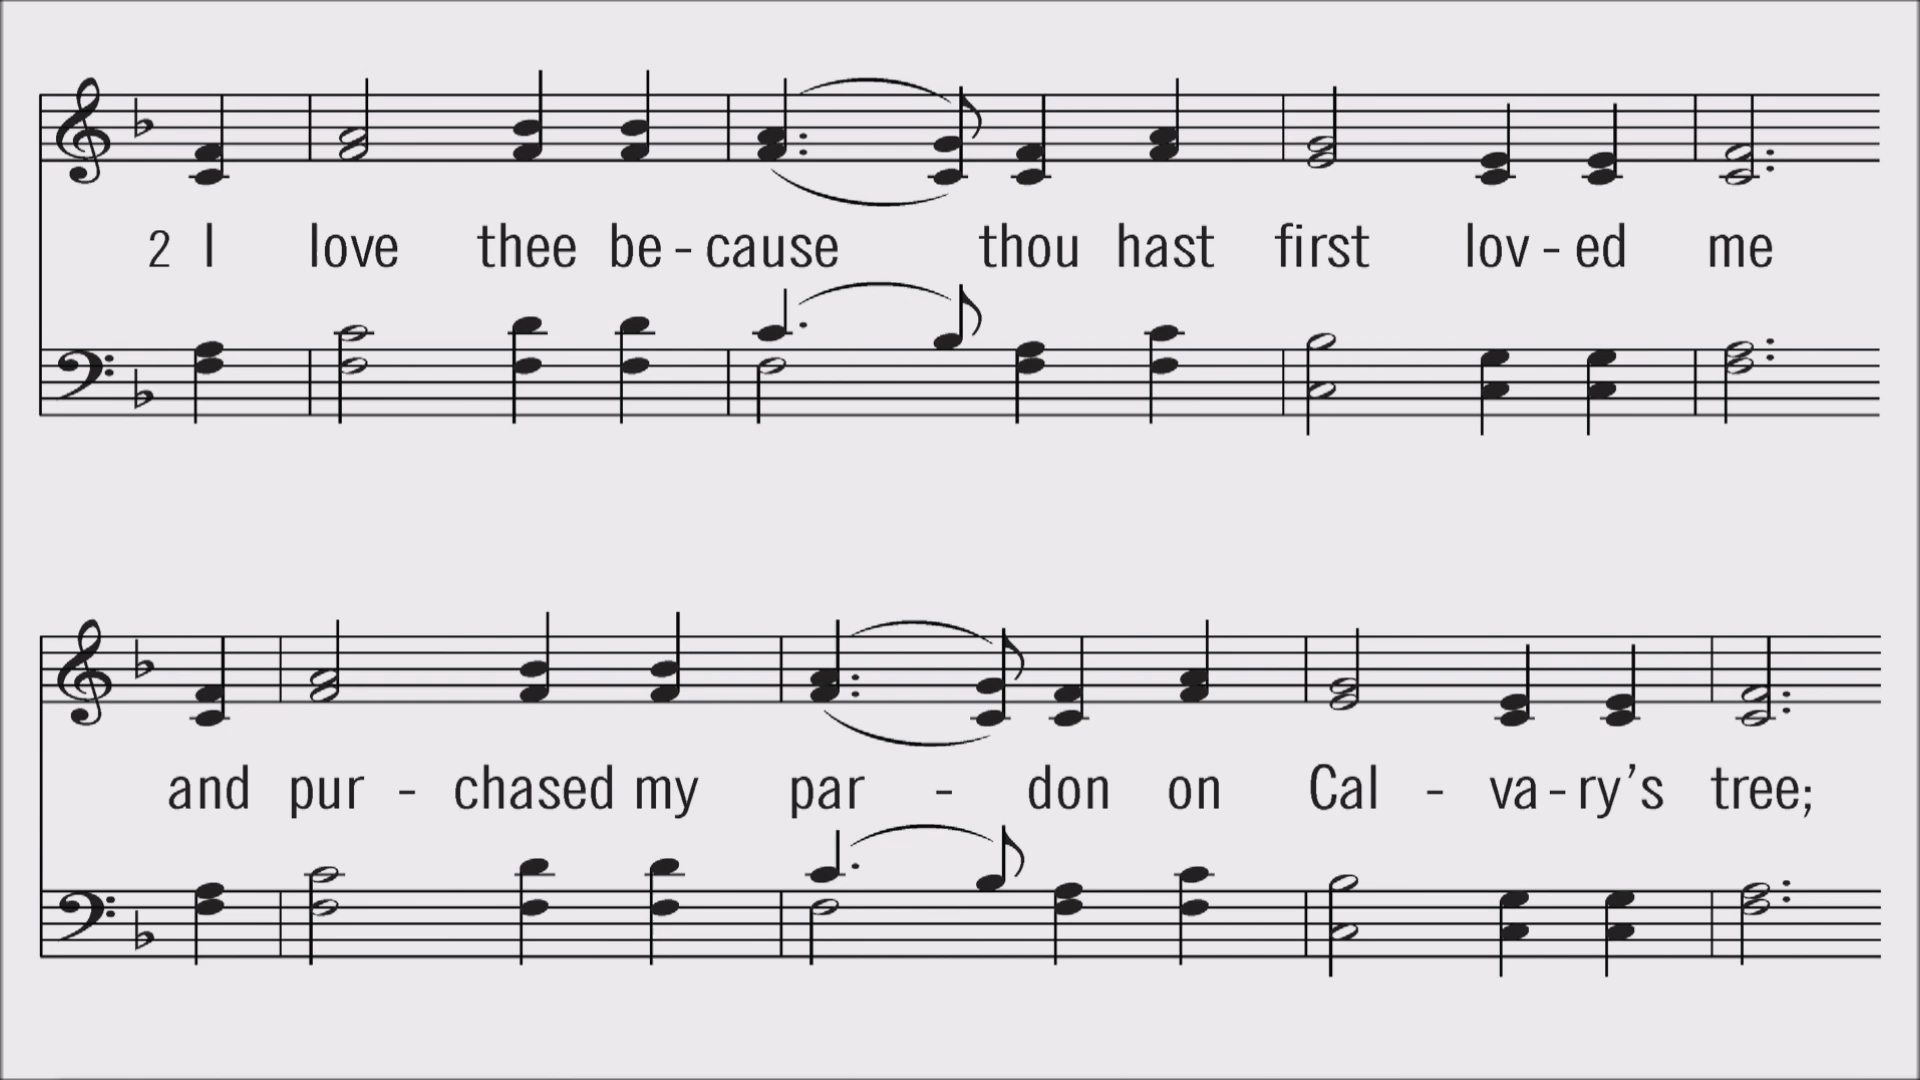 2 I love thee be - cause thou hast first lov - ed me
and pur - chased my par - don on Cal - va - ry's tree;